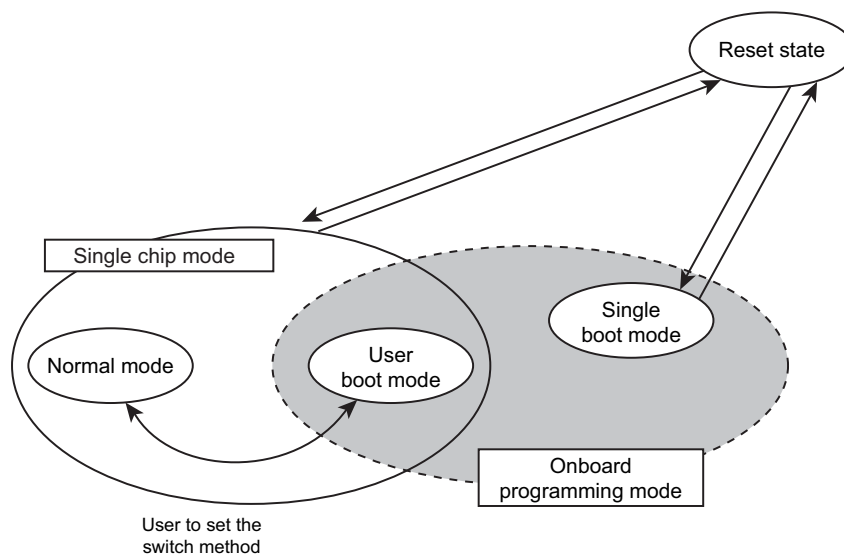 Reset state
Single chip mode
Single
boot mode
Normal mode
User
boot mode
Onboard
programming mode
User to set the
switch method